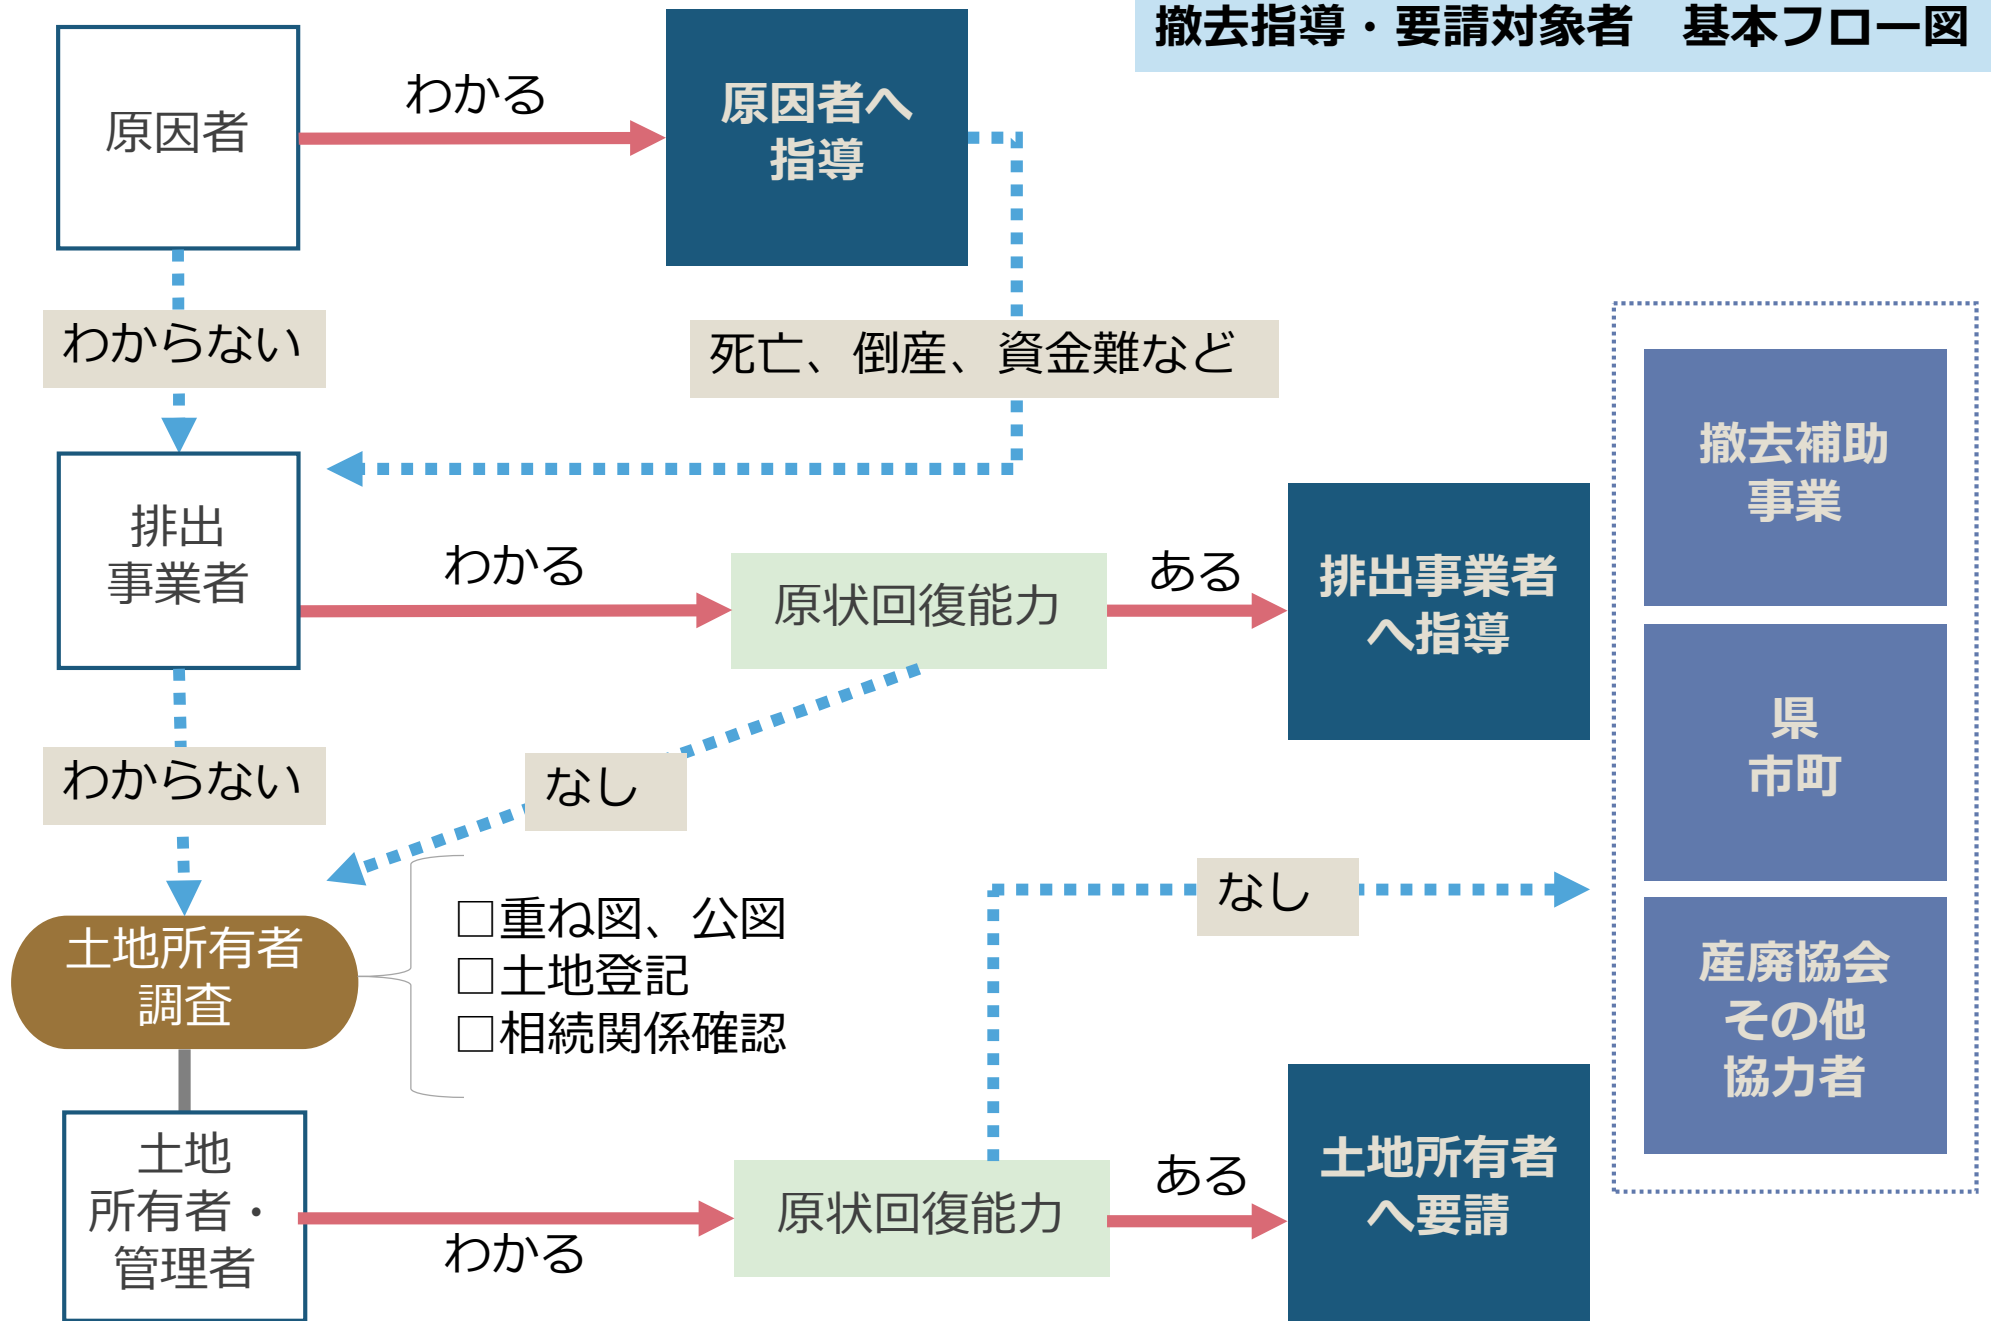 撤去指導・要請対象者　基本フロー図
原因者
わかる
原因者へ
指導
わからない
死亡、倒産、資金難など
排出
事業者
わかる
原状回復能力
ある
排出事業者
へ指導
わからない
なし
土地所有者
調査
□重ね図、公図
□土地登記
□相続関係確認
なし
土地
所有者・
管理者
わかる
原状回復能力
ある
土地所有者
へ要請
撤去補助
事業
県
市町
産廃協会
その他
協力者